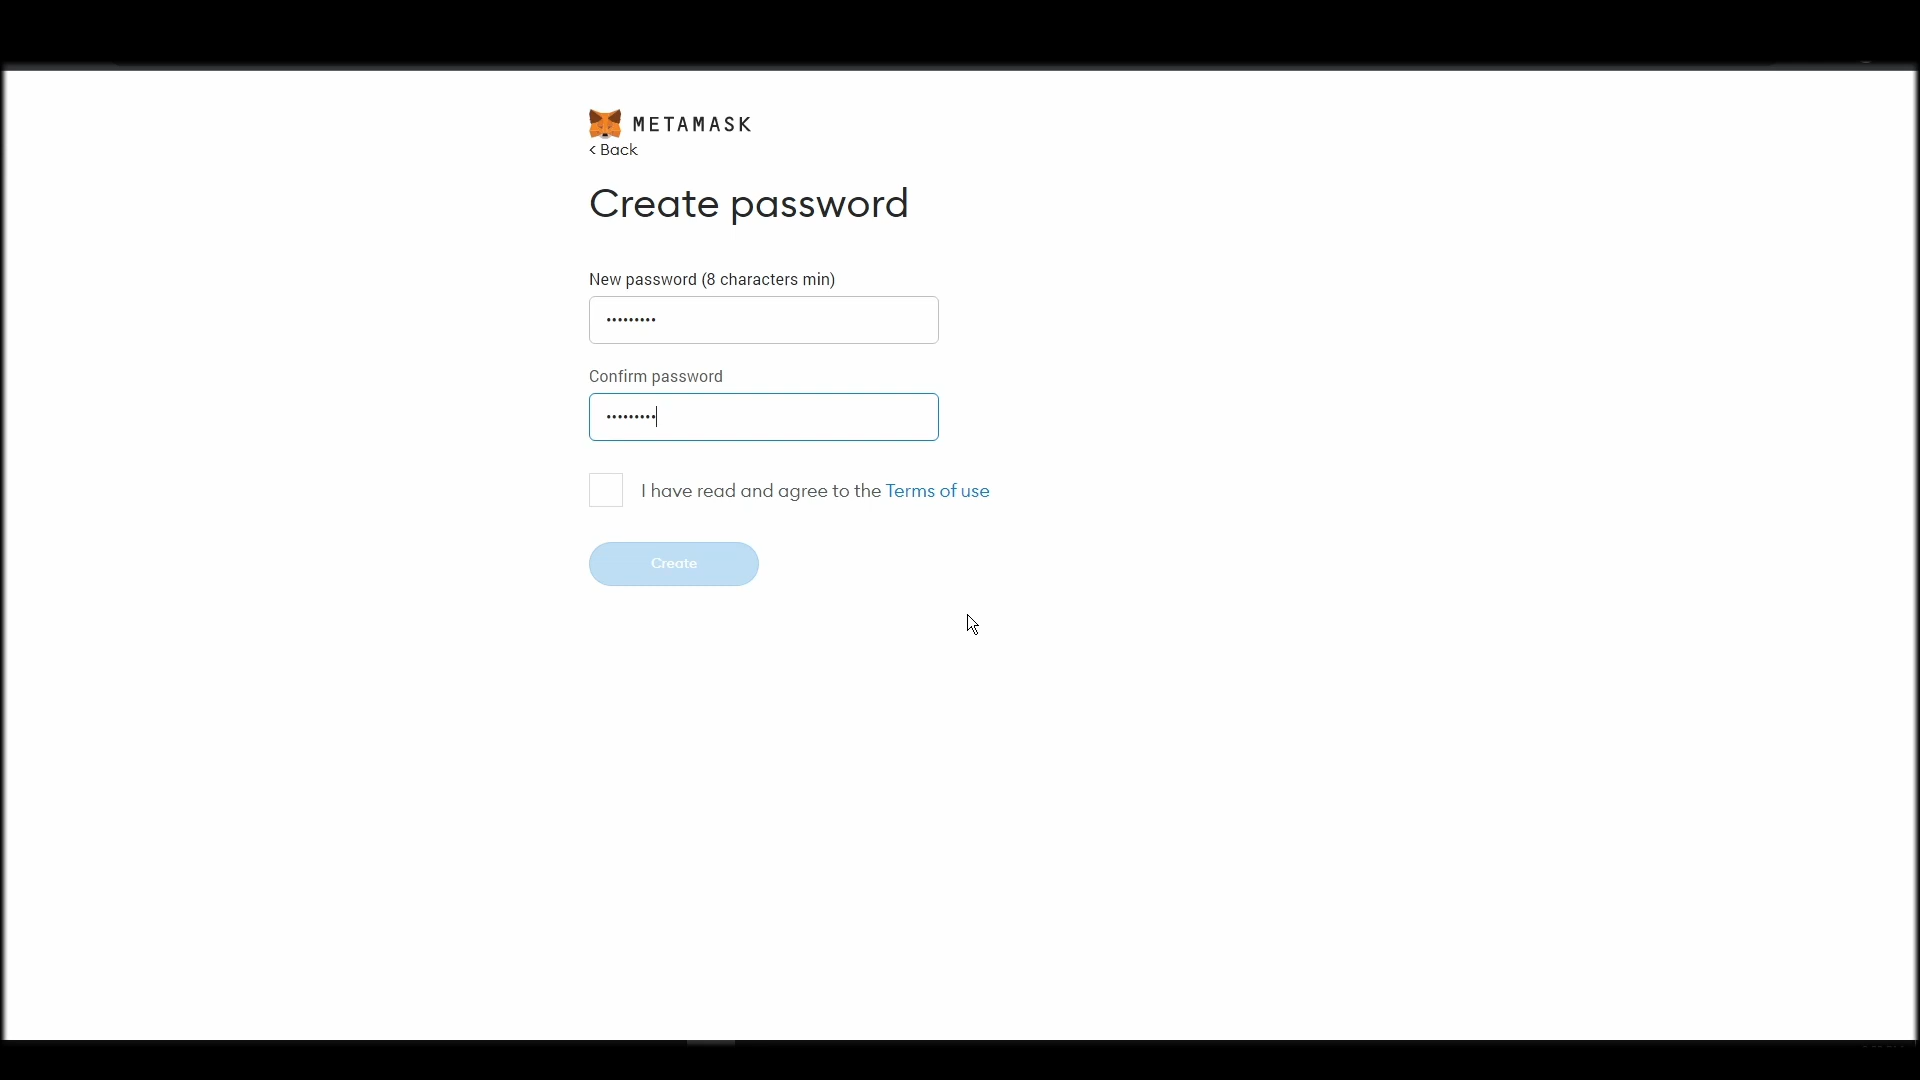 METAMASK
< Back
Create password
New password (8 characters min)
•••••••••
Confirm password
•••••••••
I have read and agree to the Terms of use
Create